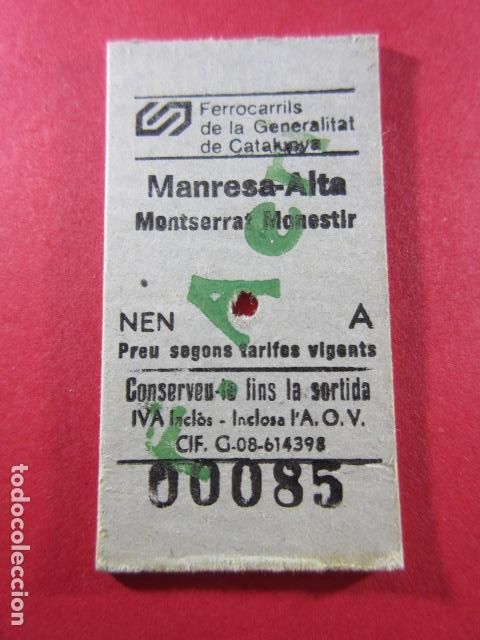 Ferrocarrils
de la Generalitat
de Catalunya
Manresa-Alta
Montserrat Monestir
NEN A
Preu segons tarifes vigents
Conserveu-lo fins la sortida
IVA Inclòs - Inclosa l'A.O.V.
CIF. G-08-614398
00085
todocoleccion